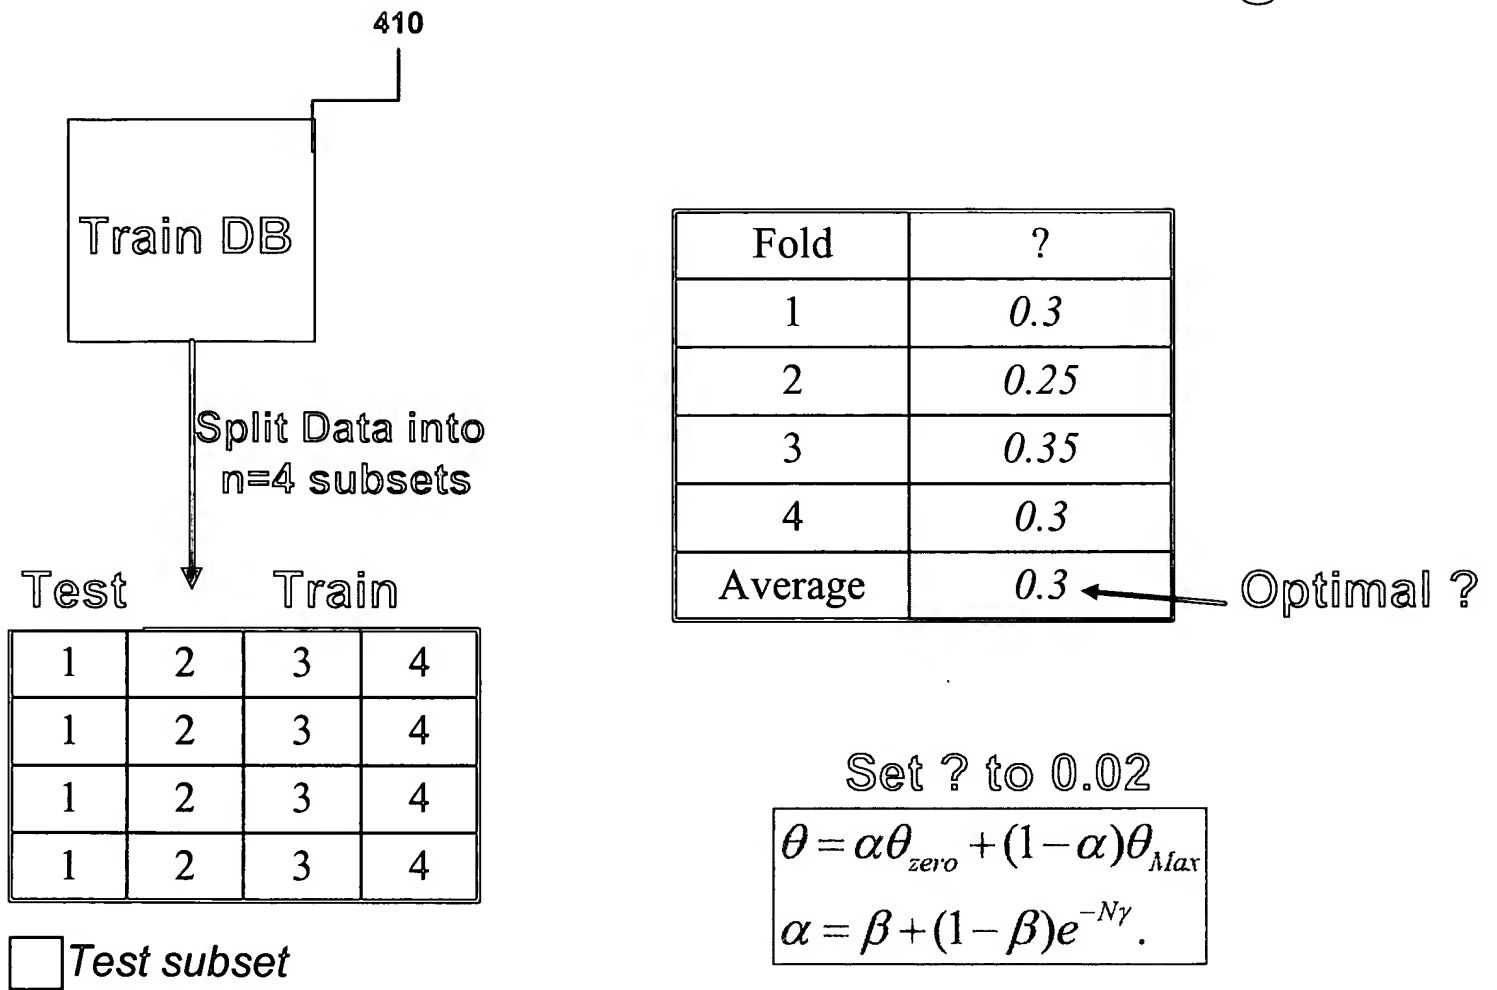 410
Train DB
Split Data into
n=4 subsets
Test Train
1 2 3 4
1 2 3 4
1 2 3 4
1 2 3 4
Test subset
Fold ?
1 0.3
2 0.25
3 0.35
4 0.3
Average 0.3
Optimal ?
Set ? to 0.02
θ = αθ_zero + (1−α)θ_Max
α = β + (1−β)e^{−Nγ}.